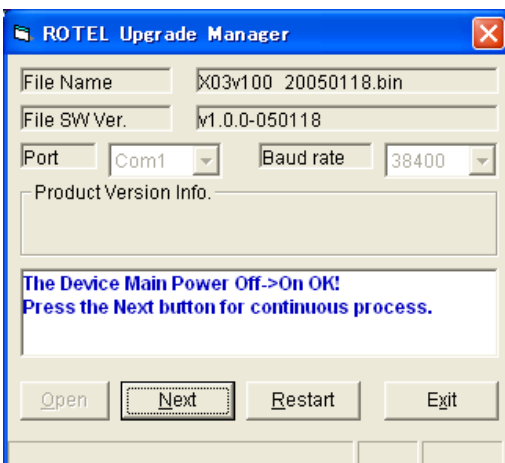 ROTEL Upgrade Manager
File Name X03v100_20050118.bin
File SW Ver. v1.0.0-050118
Port Com1 Baud rate 38400
Product Version Info.
The Device Main Power Off->On OK!
Press the Next button for continuous process.
Open Next Restart Exit